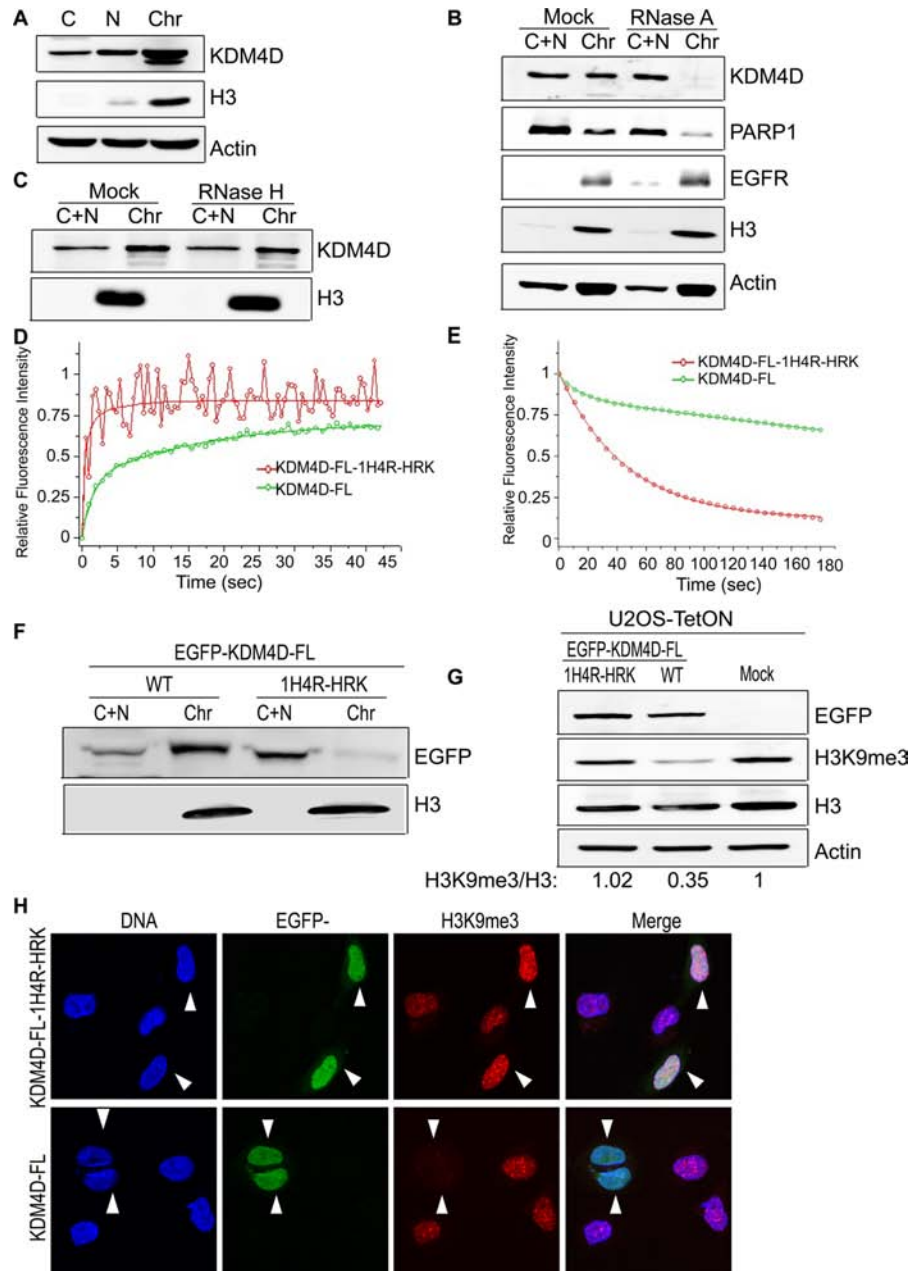 A
C N Chr
KDM4D
H3
Actin
B
Mock RNase A
C+N Chr C+N Chr
KDM4D
PARP1
EGFR
H3
Actin
C
Mock RNase H
C+N Chr C+N Chr
KDM4D
H3
D
Relative Fluorescence Intensity
1
0.75
0.5
0.25
0
KDM4D-FL-1H4R-HRK
KDM4D-FL
0 5 10 15 20 25 30 35 40 45
Time (sec)
E
Relative Fluorescence Intensity
1
0.75
0.5
0.25
0
KDM4D-FL-1H4R-HRK
KDM4D-FL
0 20 40 60 80 100 120 140 160 180
Time (sec)
F
EGFP-KDM4D-FL
WT 1H4R-HRK
C+N Chr C+N Chr
EGFP
H3
G
U2OS-TetON
EGFP-KDM4D-FL
1H4R-HRK WT Mock
EGFP
H3K9me3
H3
Actin
H3K9me3/H3: 1.02 0.35 1
H
DNA EGFP- H3K9me3 Merge
KDM4D-FL-1H4R-HRK
KDM4D-FL